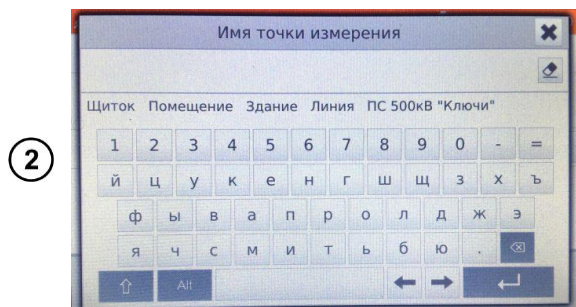 Имя точки измерения
Щиток Помещение Здание Линия ПС 500кВ "Ключи"
2
1 2 3 4 5 6 7 8 9 0 - =
й ц у к е н г ш щ з х ъ
ф ы в а п р о л д ж э
я ч с м и т ь б ю .
Alt